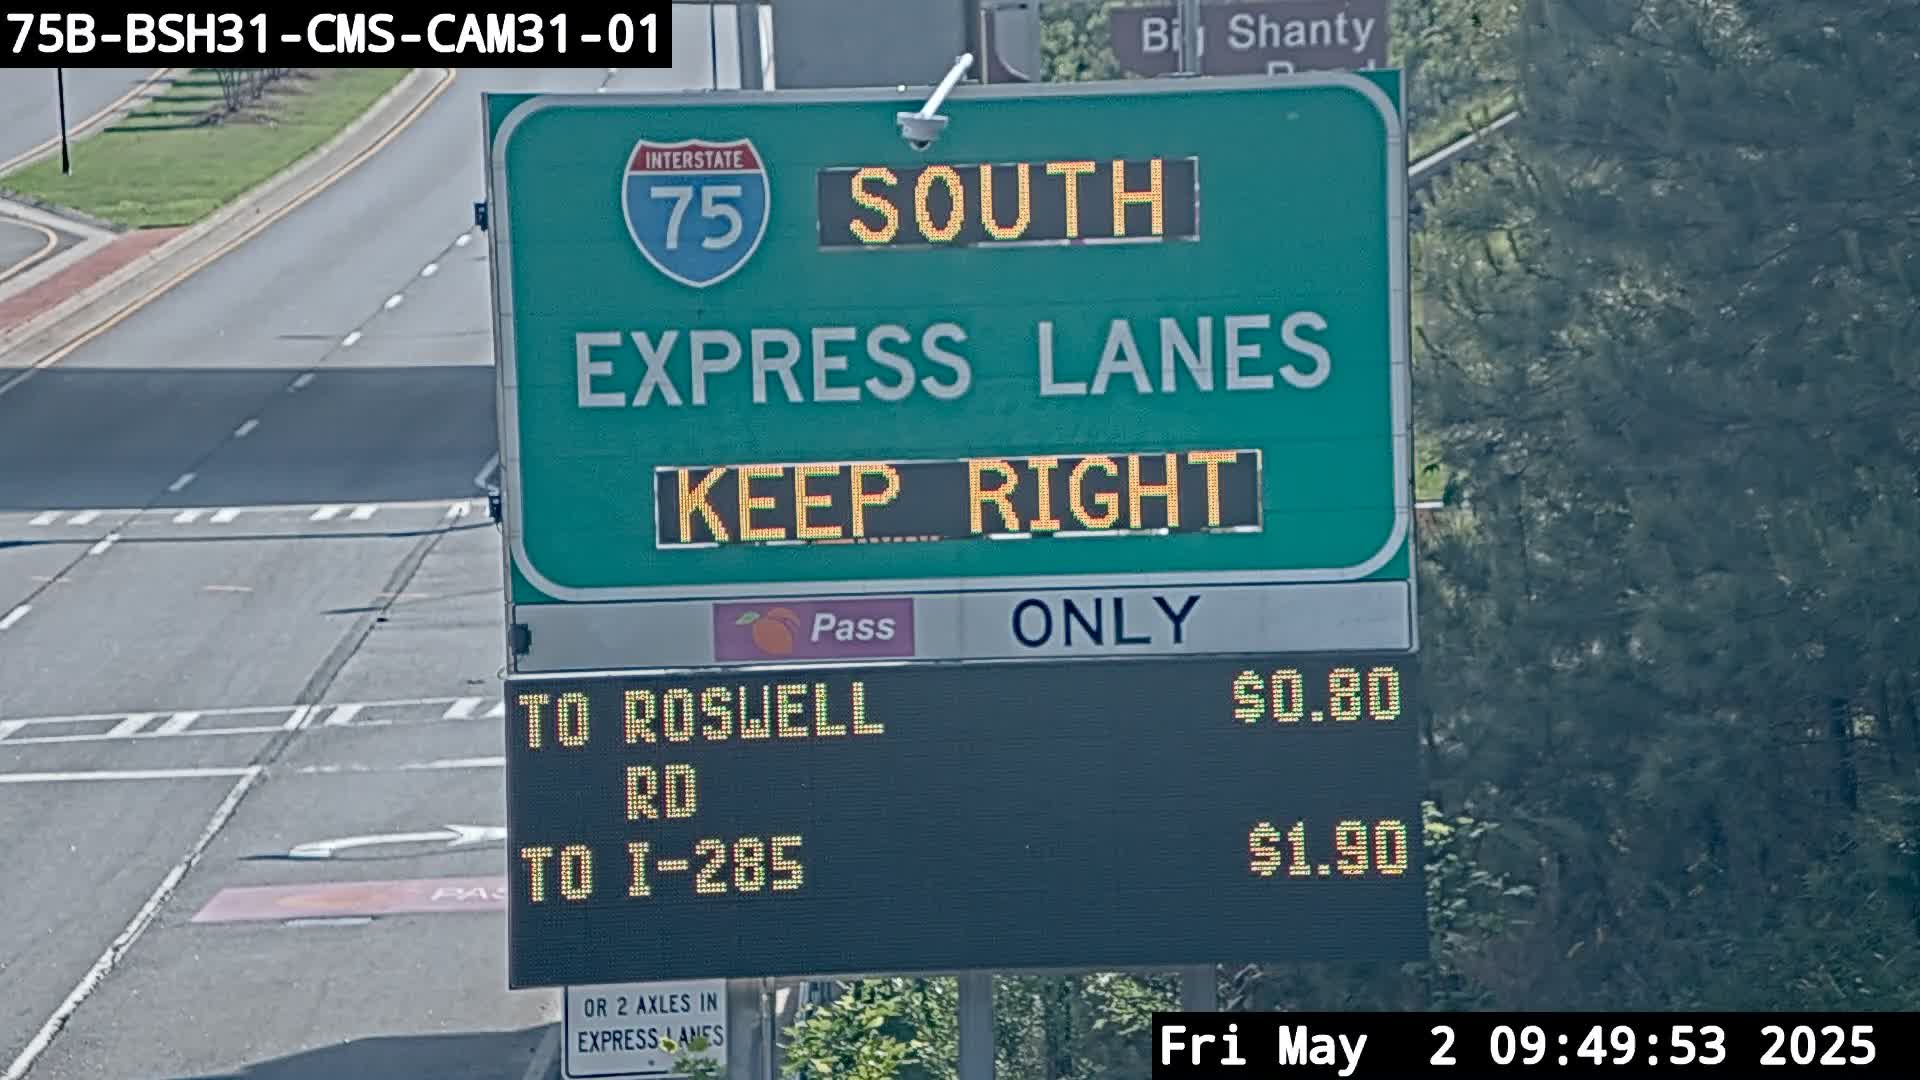 75B-BSH31-CMS-CAM31-01
Big Shanty
Road
INTERSTATE
75
SOUTH
EXPRESS LANES
KEEP RIGHT
Pass
ONLY
TO ROSWELL $0.80
RD
TO I-285 $1.90
PAS
OR 2 AXLES IN
EXPRESS LANES
Fri May 2 09:49:53 2025